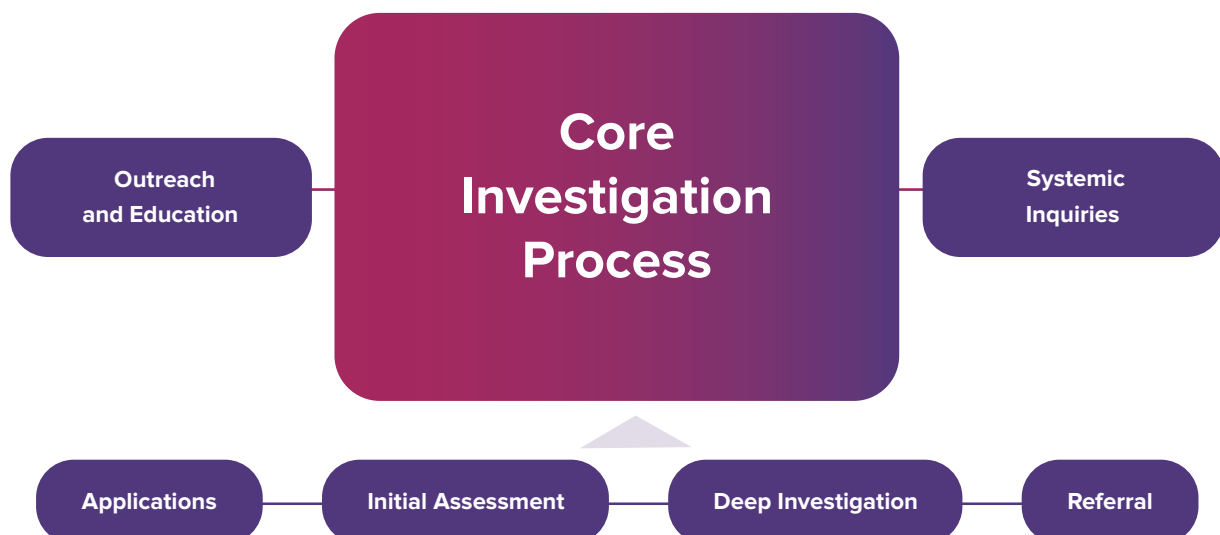 Core
Investigation
Process
Outreach
and Education
Systemic
Inquiries
Applications
Initial Assessment
Deep Investigation
Referral